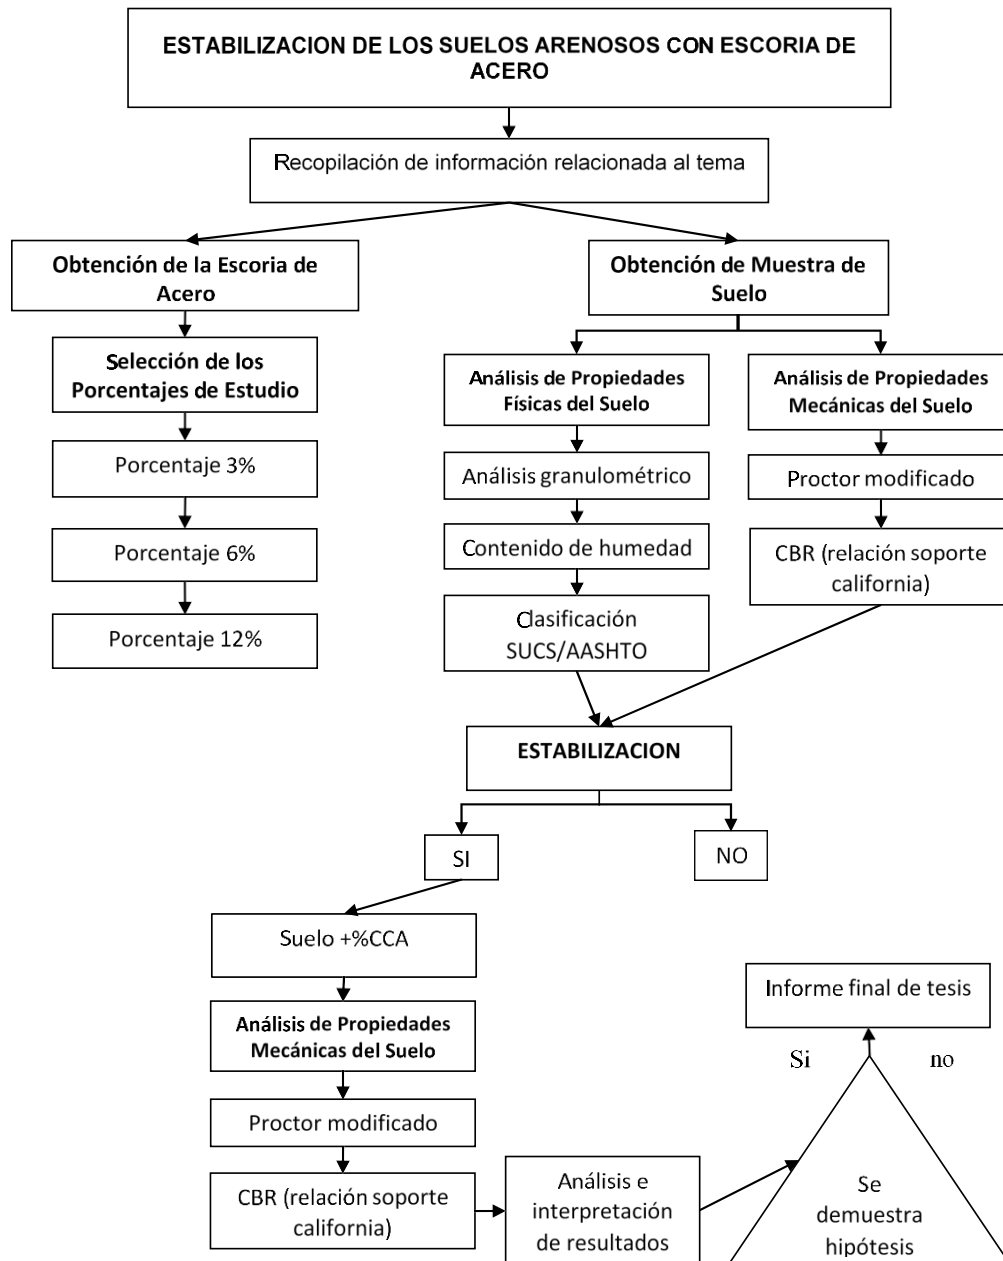 ESTABILIZACION DE LOS SUELOS ARENOSOS CON ESCORIA DE
ACERO
Recopilación de información relacionada al tema
Obtención de la Escoria de
Acero
Obtención de Muestra de
Suelo
Selección de los
Porcentajes de Estudio
Porcentaje 3%
Porcentaje 6%
Porcentaje 12%
Análisis de Propiedades
Físicas del Suelo
Análisis granulométrico
Contenido de humedad
Clasificación
SUCS/AASHTO
Análisis de Propiedades
Mecánicas del Suelo
Proctor modificado
CBR (relación soporte
california)
ESTABILIZACION
SI
NO
Suelo +%CCA
Análisis de Propiedades
Mecánicas del Suelo
Proctor modificado
CBR (relación soporte
california)
Análisis e
interpretación
de resultados
Se
demuestra
hipótesis
Si
no
Informe final de tesis